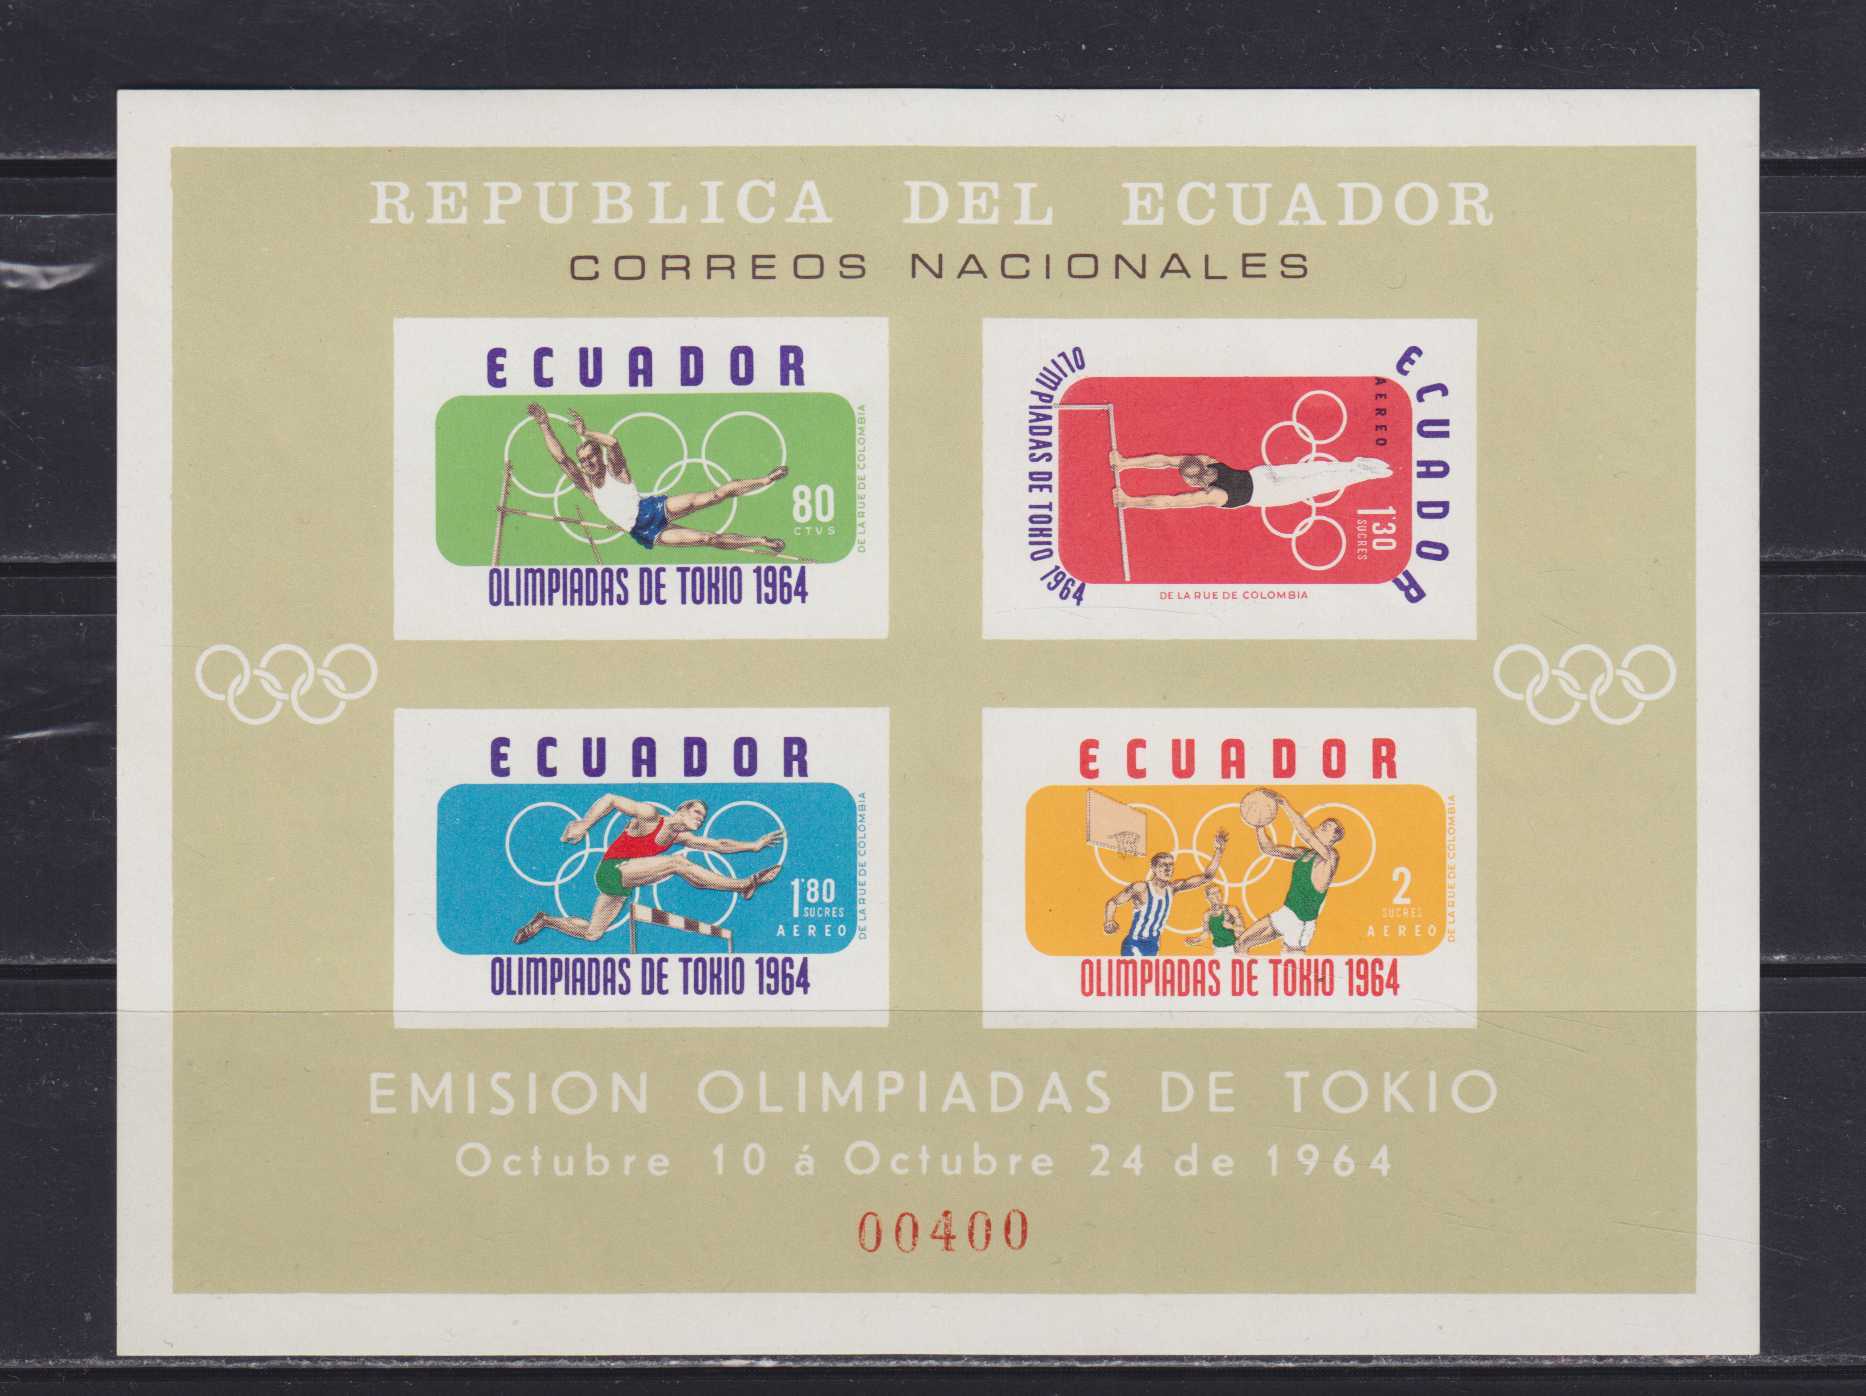 REPUBLICA DEL ECUADOR
CORREOS NACIONALES
ECUADOR
80
CTVS
DE LA RUE DE COLOMBIA
OLIMPIADAS DE TOKIO 1964
ECUADOR
AEREO
1'30
SUCRES
OLIMPIADAS DE TOKIO 1964
DE LA RUE DE COLOMBIA
ECUADOR
1'80
SUCRES
AEREO
DE LA RUE DE COLOMBIA
OLIMPIADAS DE TOKIO 1964
ECUADOR
2
SUCRES
AEREO
DE LA RUE DE COLOMBIA
OLIMPIADAS DE TOKIO 1964
EMISION OLIMPIADAS DE TOKIO
Octubre 10 á Octubre 24 de 1964
00400